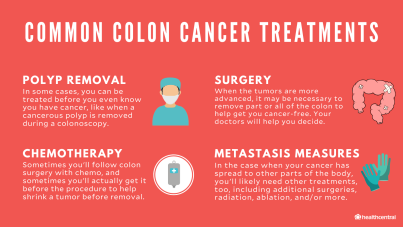 COMMON COLON CANCER TREATMENTS
POLYP REMOVAL
In some cases, you can be
treated before you even know
you have cancer, like when a
cancerous polyp is removed
during a colonoscopy.
SURGERY
When the tumors are more
advanced, it may be necessary to
remove part or all of the colon to
help get you cancer-free. Your
doctors will help you decide.
CHEMOTHERAPY
Sometimes you'll follow colon
surgery with chemo, and
sometimes you'll actually get it
before the procedure to help
shrink a tumor before removal.
METASTASIS MEASURES
In the case when your cancer has
spread to other parts of the body,
you'll likely need other treatments,
too, including additional surgeries,
radiation, ablation, and/or more.
healthcentral